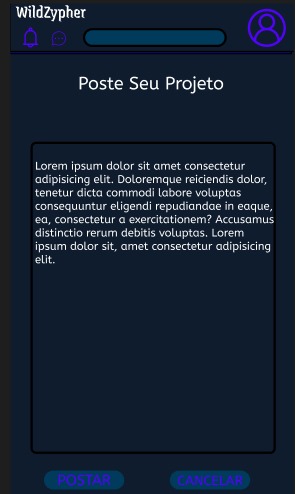 WildZypher
Poste Seu Projeto
Lorem ipsum dolor sit amet consectetur
adipisicing elit. Doloremque reiciendis dolor,
tenetur dicta commodi labore voluptas
consequuntur eligendi repudiandae in eaque,
ea, consectetur a exercitationem? Accusamus
distinctio rerum debitis voluptas. Lorem
ipsum dolor sit, amet consectetur adipisicing
elit.
POSTAR
CANCELAR